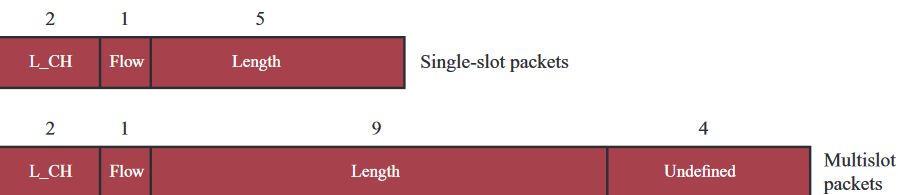 2 1 5
L_CH Flow Length Single-slot packets
2 1 9 4
L_CH Flow Length Undefined Multislot
packets